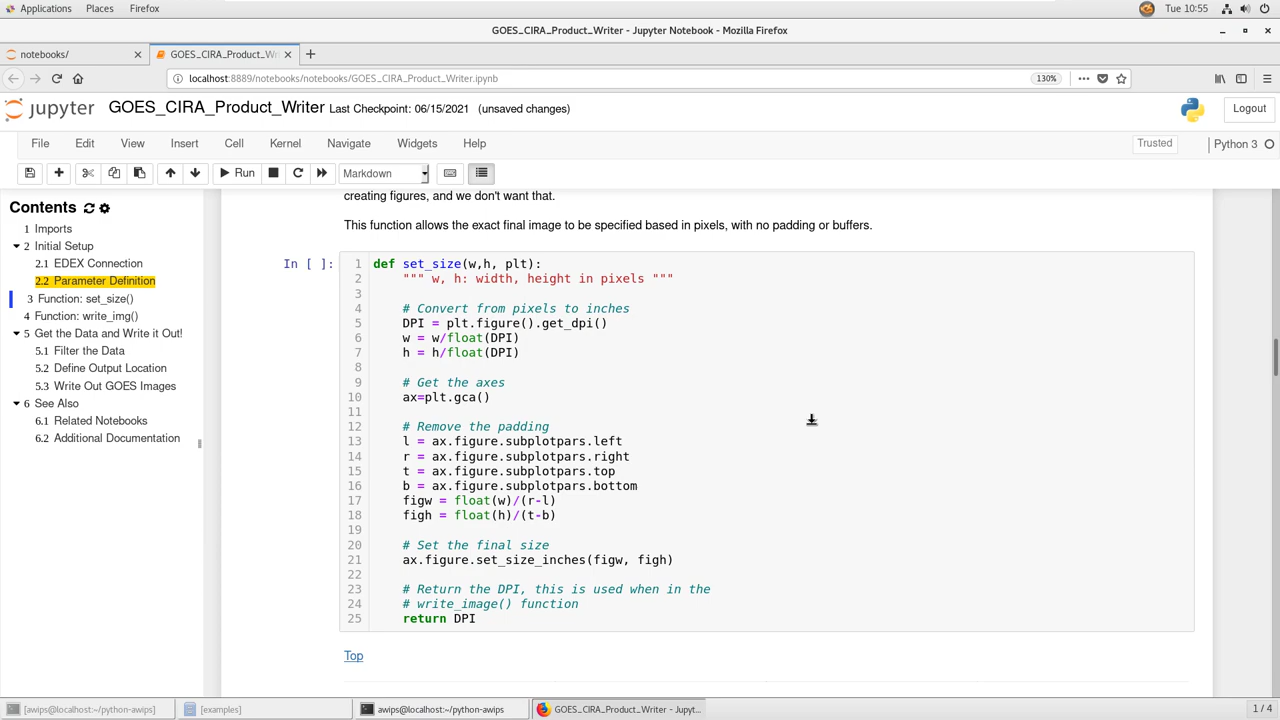 Applications Places Firefox Tue 10:55
GOES_CIRA_Product_Writer - Jupyter Notebook - Mozilla Firefox
notebooks/ GOES_CIRA_Product_Wr
localhost:8889/notebooks/notebooks/GOES_CIRA_Product_Writer.ipynb 130%
jupyter GOES_CIRA_Product_Writer Last Checkpoint: 06/15/2021 (unsaved changes) Logout
File Edit View Insert Cell Kernel Navigate Widgets Help Trusted Python 3
Run Markdown
Contents
1 Imports
2 Initial Setup
2.1 EDEX Connection
2.2 Parameter Definition
3 Function: set_size()
4 Function: write_img()
5 Get the Data and Write it Out!
5.1 Filter the Data
5.2 Define Output Location
5.3 Write Out GOES Images
6 See Also
6.1 Related Notebooks
6.2 Additional Documentation
creating figures, and we don't want that.
This function allows the exact final image to be specified based in pixels, with no padding or buffers.
In [ ]:
1 def set_size(w,h, plt):
2     """ w, h: width, height in pixels """
3
4     # Convert from pixels to inches
5     DPI = plt.figure().get_dpi()
6     w = w/float(DPI)
7     h = h/float(DPI)
8
9     # Get the axes
10     ax=plt.gca()
11
12     # Remove the padding
13     l = ax.figure.subplotpars.left
14     r = ax.figure.subplotpars.right
15     t = ax.figure.subplotpars.top
16     b = ax.figure.subplotpars.bottom
17     figw = float(w)/(r-l)
18     figh = float(h)/(t-b)
19
20     # Set the final size
21     ax.figure.set_size_inches(figw, figh)
22
23     # Return the DPI, this is used when in the
24     # write_image() function
25     return DPI
Top
[awips@localhost:~/python-awips] [examples] awips@localhost:~/python-awips GOES_CIRA_Product_Writer - Jupyt... 1 / 4